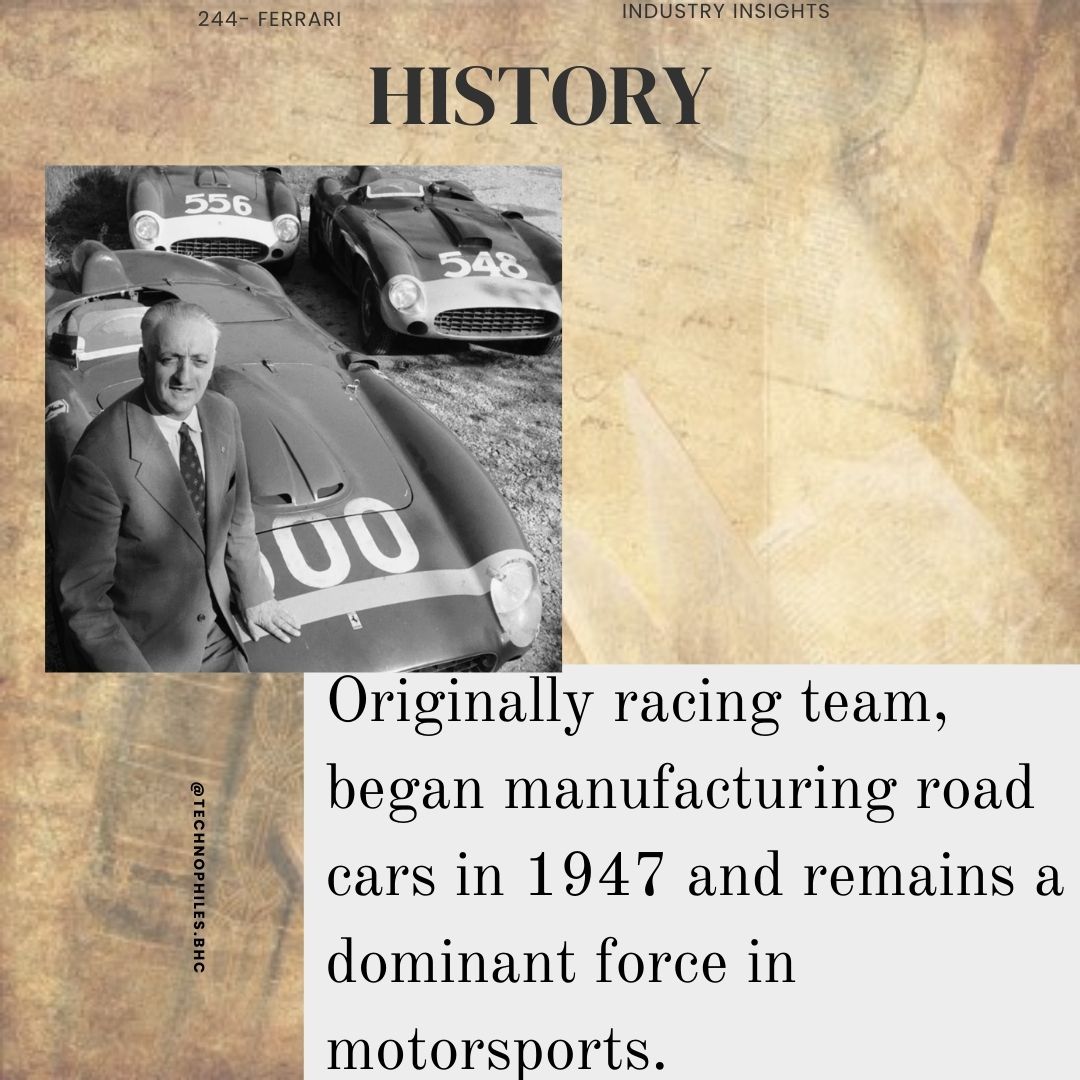 244- FERRARI
INDUSTRY INSIGHTS
HISTORY
556
548
00
Originally racing team,
began manufacturing road
cars in 1947 and remains a
dominant force in
motorsports.
@TECHNOPHILES.BHC